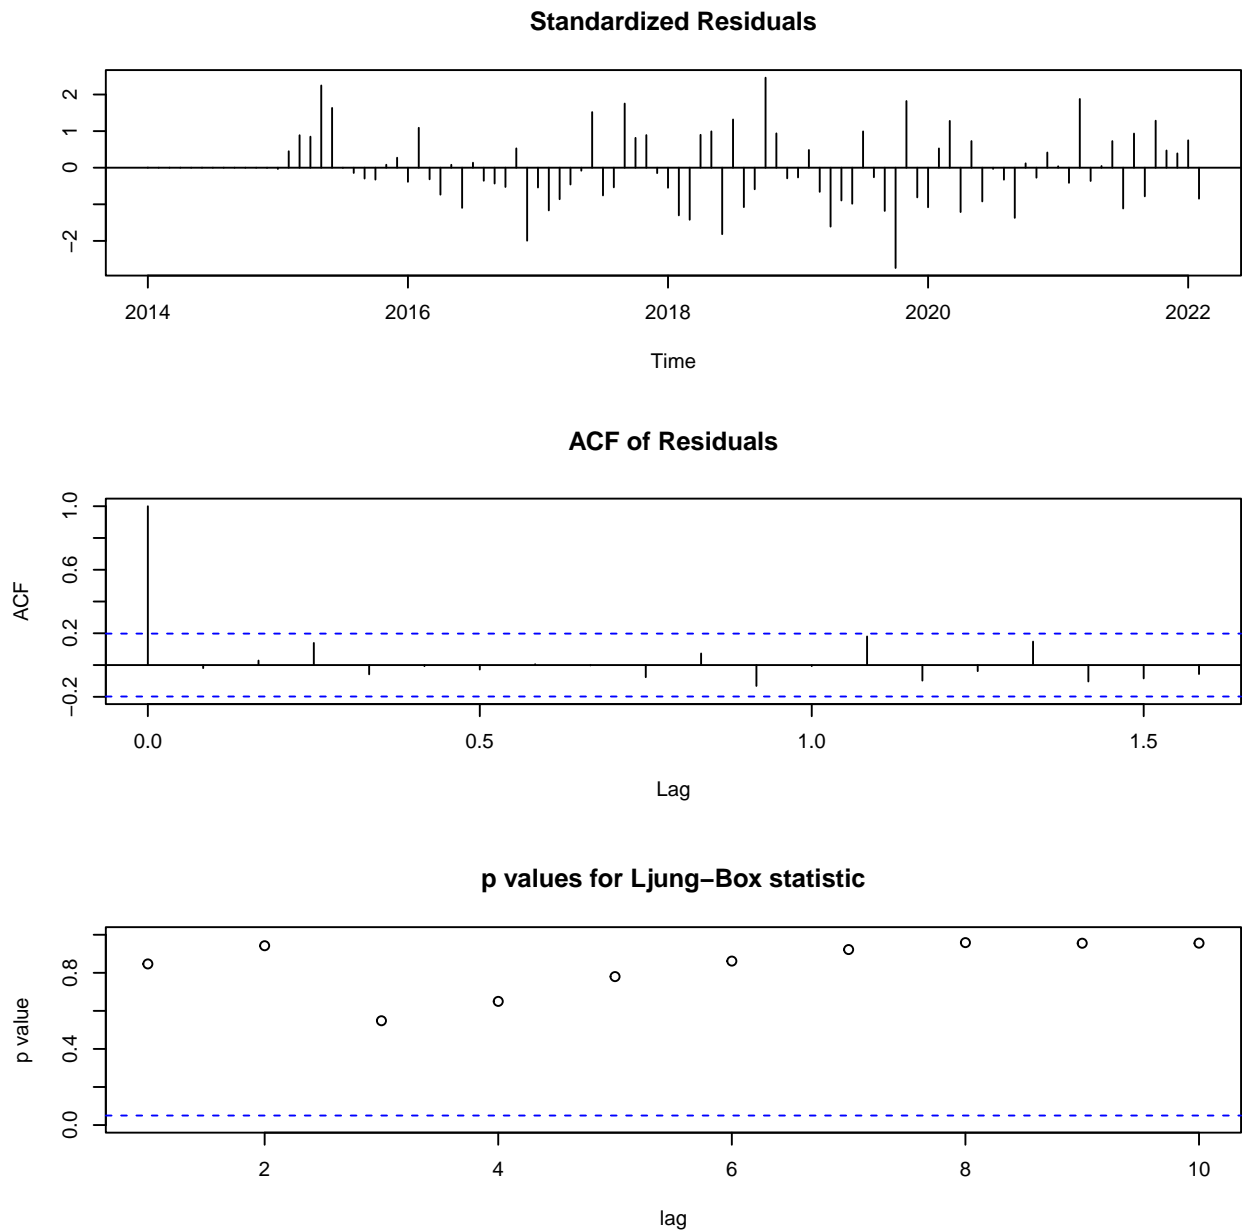 Standardized Residuals
2
1
0
−2
2014 2016 2018 2020 2022
Time
ACF of Residuals
ACF
1.0
0.6
0.2
−0.2
0.0 0.5 1.0 1.5
Lag
p values for Ljung−Box statistic
p value
0.8
0.4
0.0
2 4 6 8 10
lag